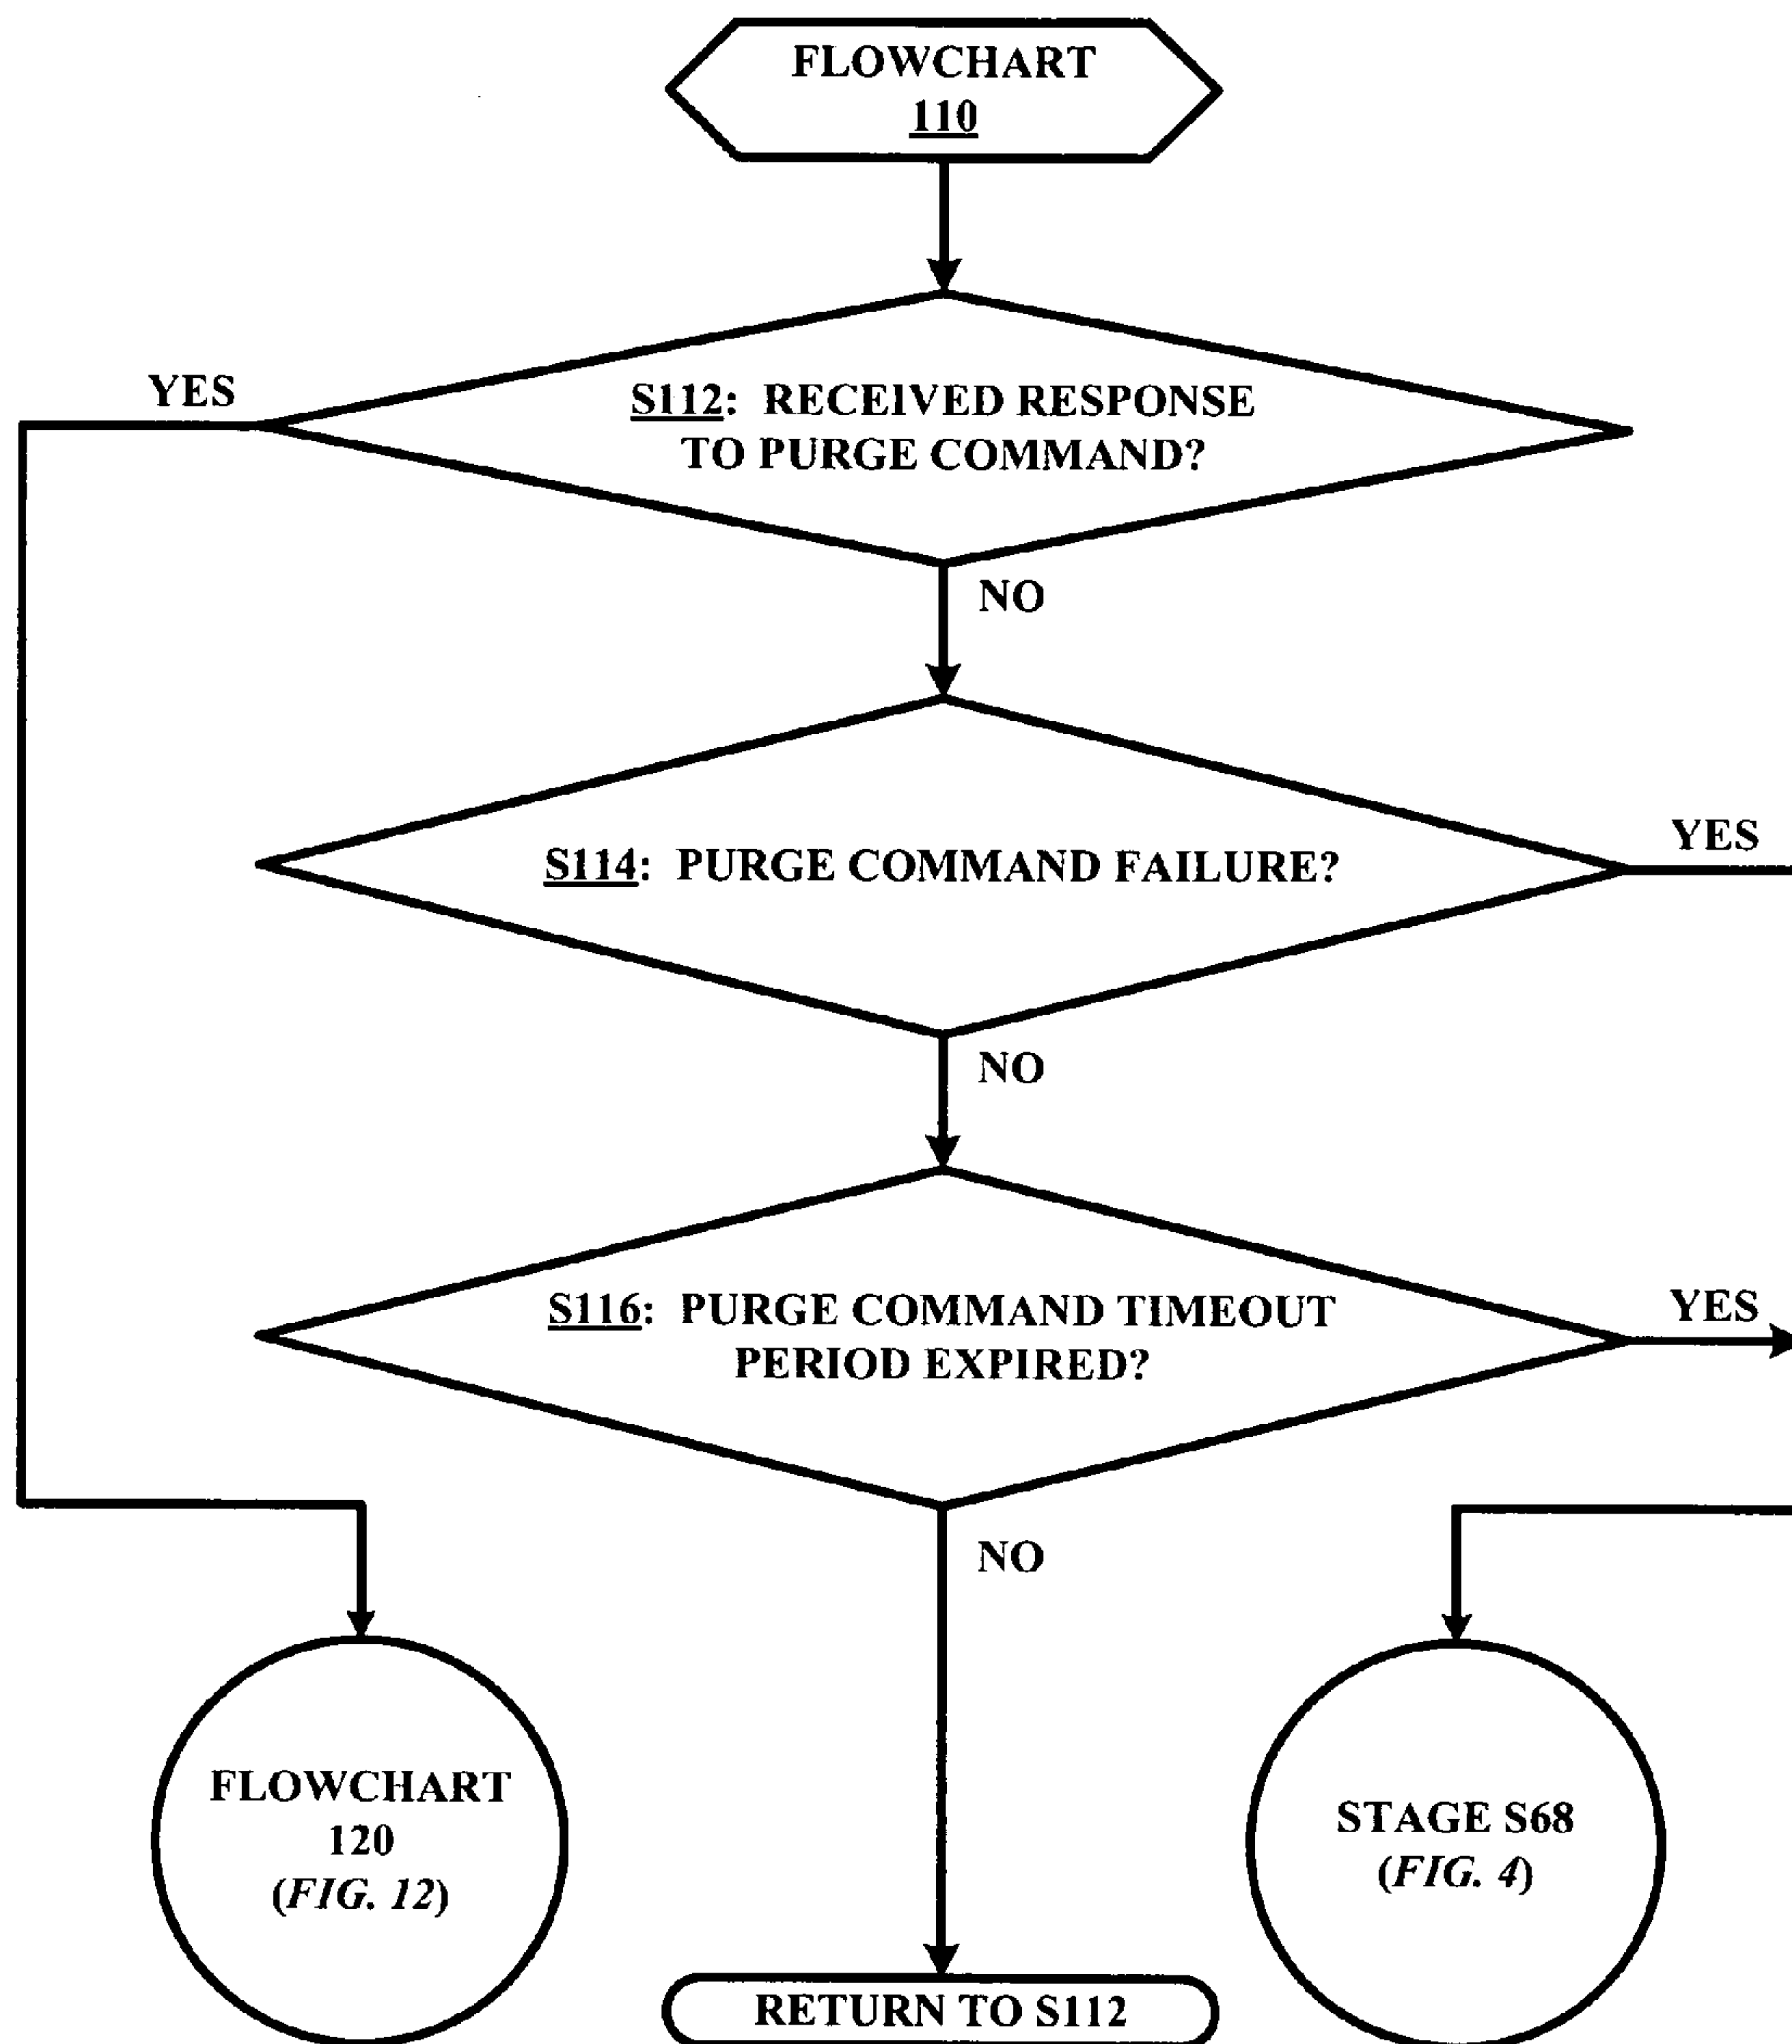 FLOWCHART
110
YES
S112: RECEIVED RESPONSE
TO PURGE COMMAND?
NO
S114: PURGE COMMAND FAILURE?
YES
NO
S116: PURGE COMMAND TIMEOUT
PERIOD EXPIRED?
YES
NO
FLOWCHART
120
(FIG. 12)
STAGE S68
(FIG. 4)
RETURN TO S112